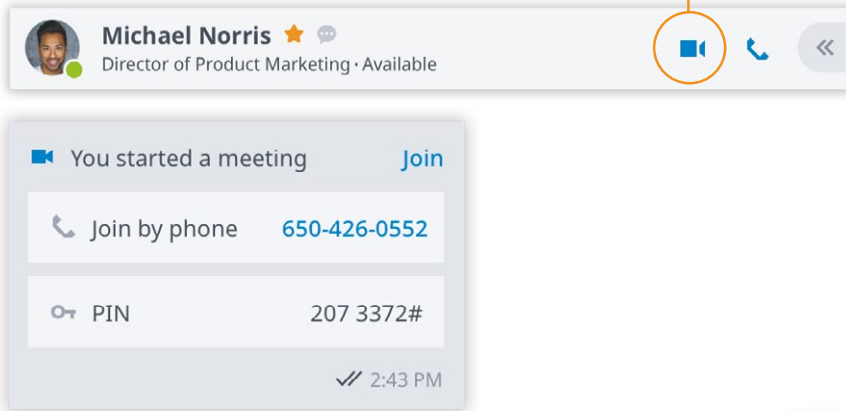 Michael Norris
Director of Product Marketing · Available
You started a meeting Join
Join by phone 650-426-0552
PIN 207 3372#
2:43 PM